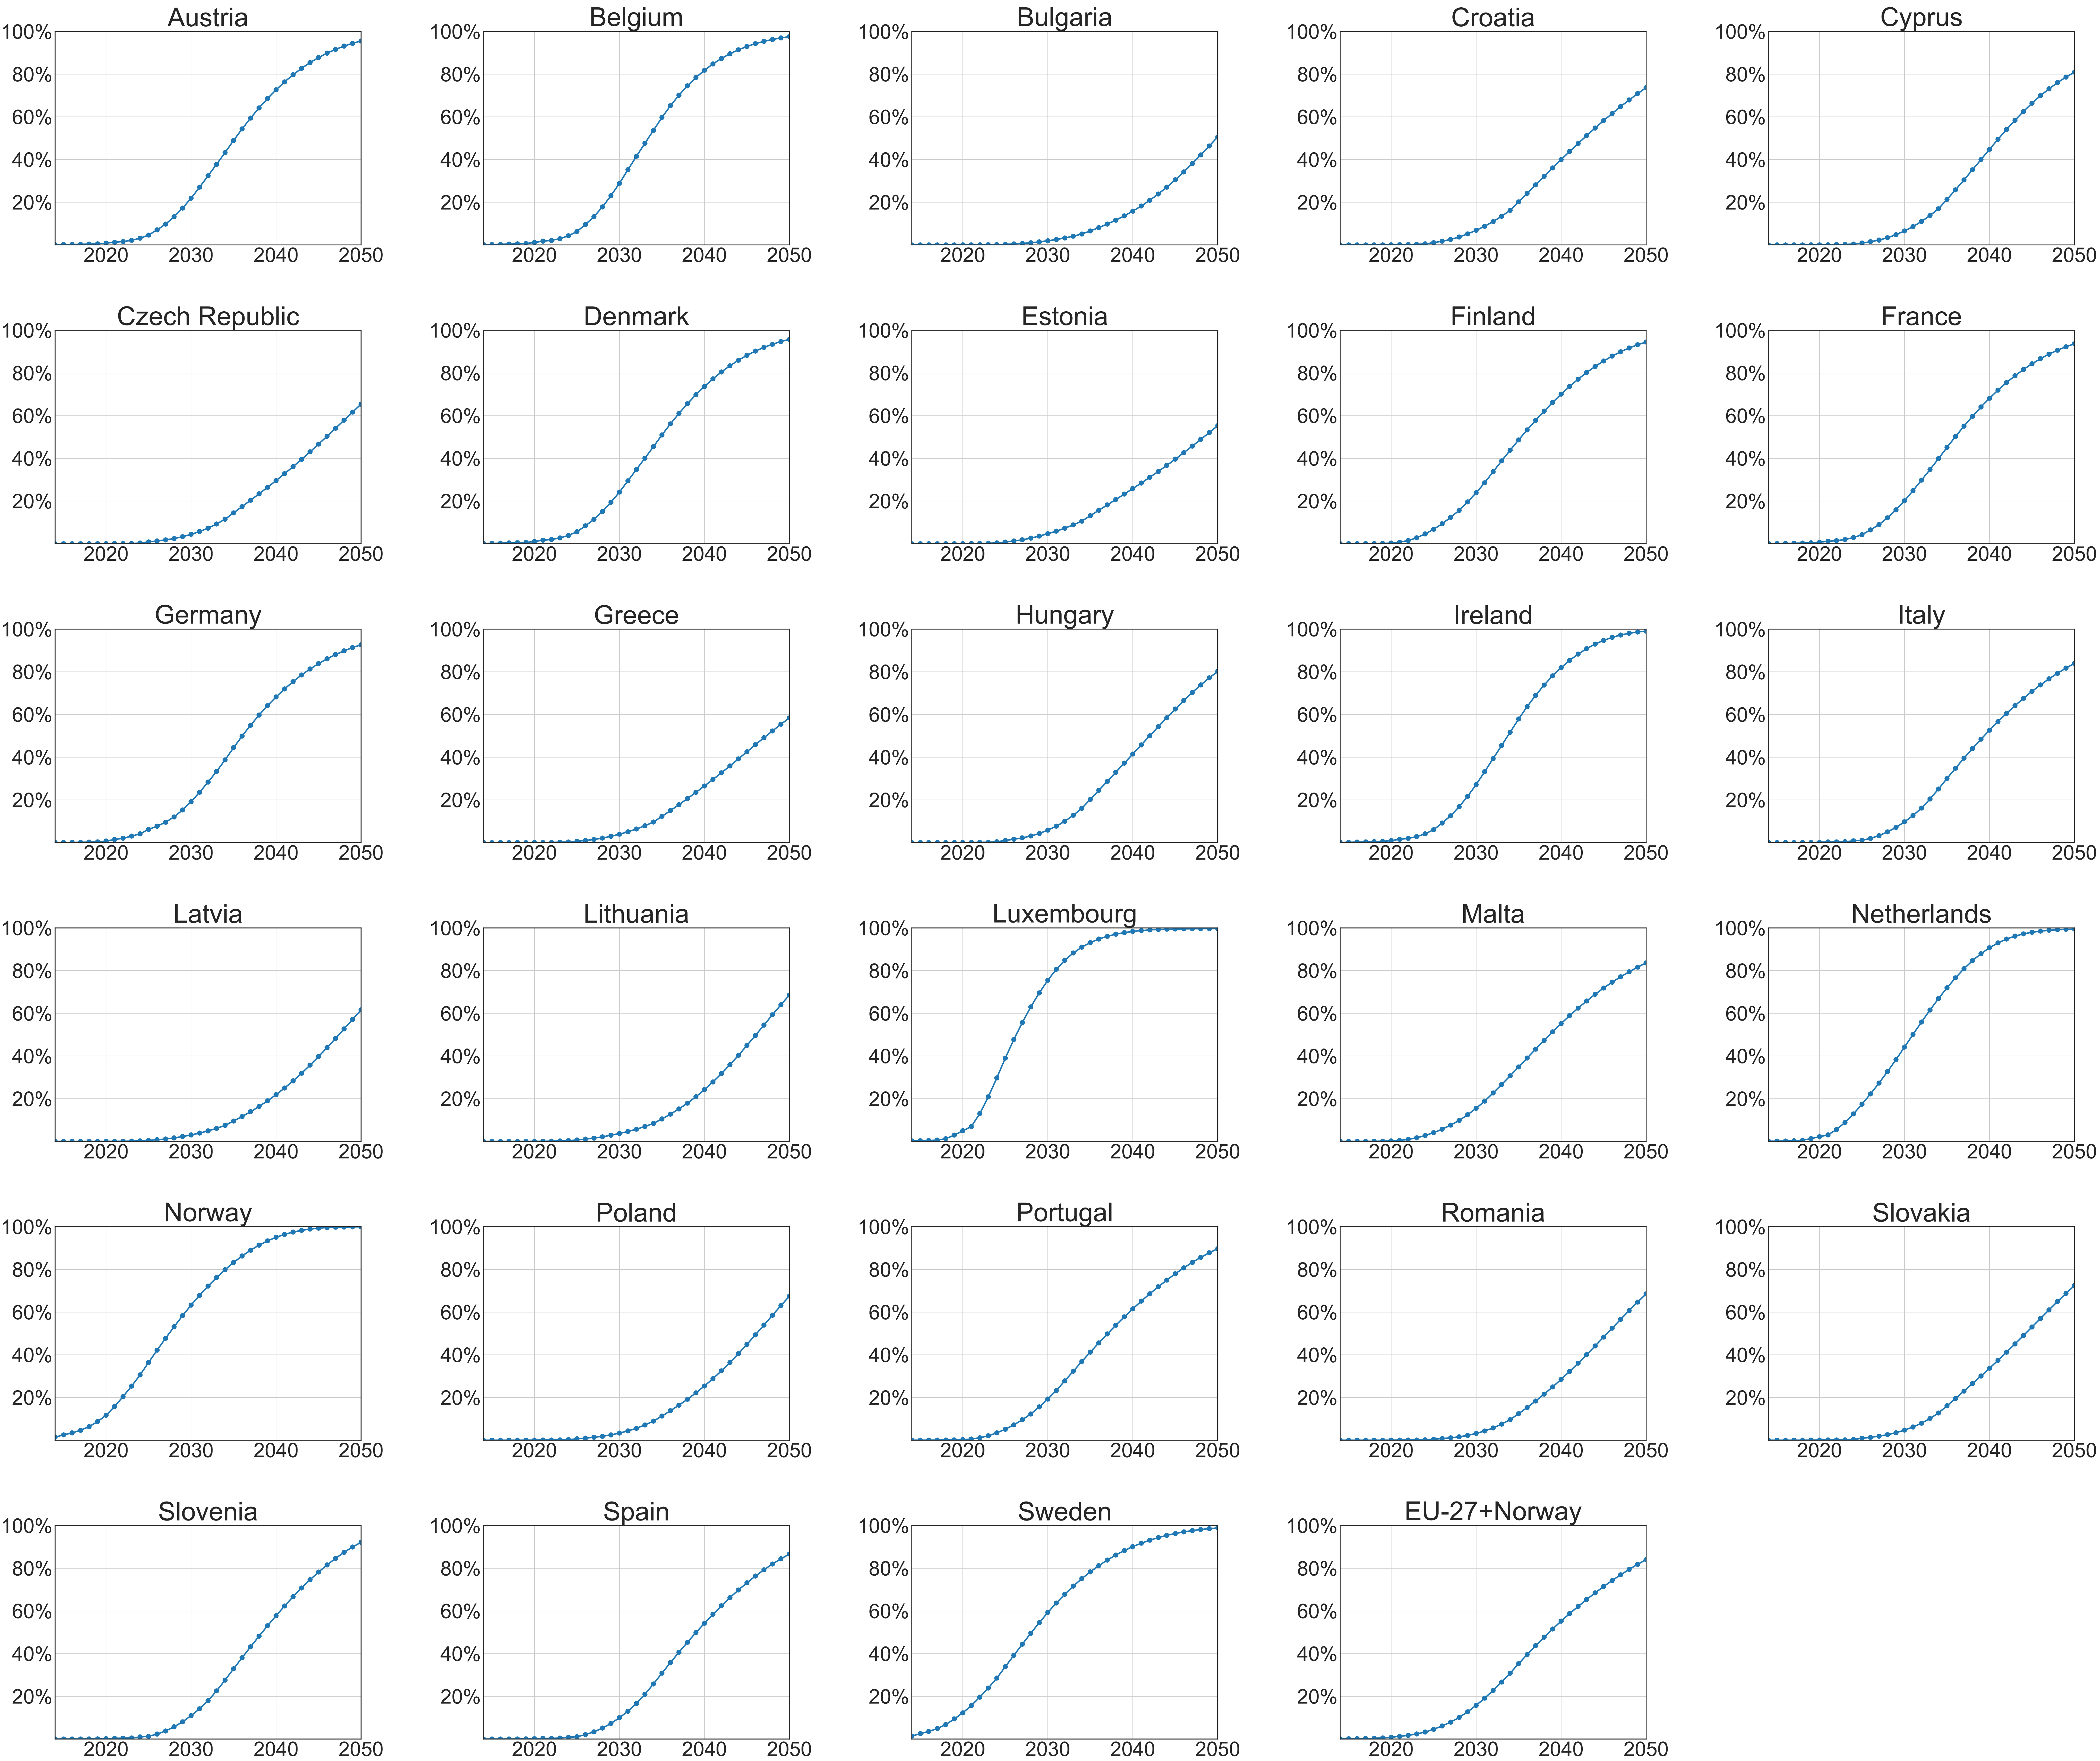 Austria
100%
80%
60%
40%
20%
2020 2030 2040 2050
Belgium
100%
80%
60%
40%
20%
2020 2030 2040 2050
Bulgaria
100%
80%
60%
40%
20%
2020 2030 2040 2050
Croatia
100%
80%
60%
40%
20%
2020 2030 2040 2050
Cyprus
100%
80%
60%
40%
20%
2020 2030 2040 2050
Czech Republic
100%
80%
60%
40%
20%
2020 2030 2040 2050
Denmark
100%
80%
60%
40%
20%
2020 2030 2040 2050
Estonia
100%
80%
60%
40%
20%
2020 2030 2040 2050
Finland
100%
80%
60%
40%
20%
2020 2030 2040 2050
France
100%
80%
60%
40%
20%
2020 2030 2040 2050
Germany
100%
80%
60%
40%
20%
2020 2030 2040 2050
Greece
100%
80%
60%
40%
20%
2020 2030 2040 2050
Hungary
100%
80%
60%
40%
20%
2020 2030 2040 2050
Ireland
100%
80%
60%
40%
20%
2020 2030 2040 2050
Italy
100%
80%
60%
40%
20%
2020 2030 2040 2050
Latvia
100%
80%
60%
40%
20%
2020 2030 2040 2050
Lithuania
100%
80%
60%
40%
20%
2020 2030 2040 2050
Luxembourg
100%
80%
60%
40%
20%
2020 2030 2040 2050
Malta
100%
80%
60%
40%
20%
2020 2030 2040 2050
Netherlands
100%
80%
60%
40%
20%
2020 2030 2040 2050
Norway
100%
80%
60%
40%
20%
2020 2030 2040 2050
Poland
100%
80%
60%
40%
20%
2020 2030 2040 2050
Portugal
100%
80%
60%
40%
20%
2020 2030 2040 2050
Romania
100%
80%
60%
40%
20%
2020 2030 2040 2050
Slovakia
100%
80%
60%
40%
20%
2020 2030 2040 2050
Slovenia
100%
80%
60%
40%
20%
2020 2030 2040 2050
Spain
100%
80%
60%
40%
20%
2020 2030 2040 2050
Sweden
100%
80%
60%
40%
20%
2020 2030 2040 2050
EU-27+Norway
100%
80%
60%
40%
20%
2020 2030 2040 2050